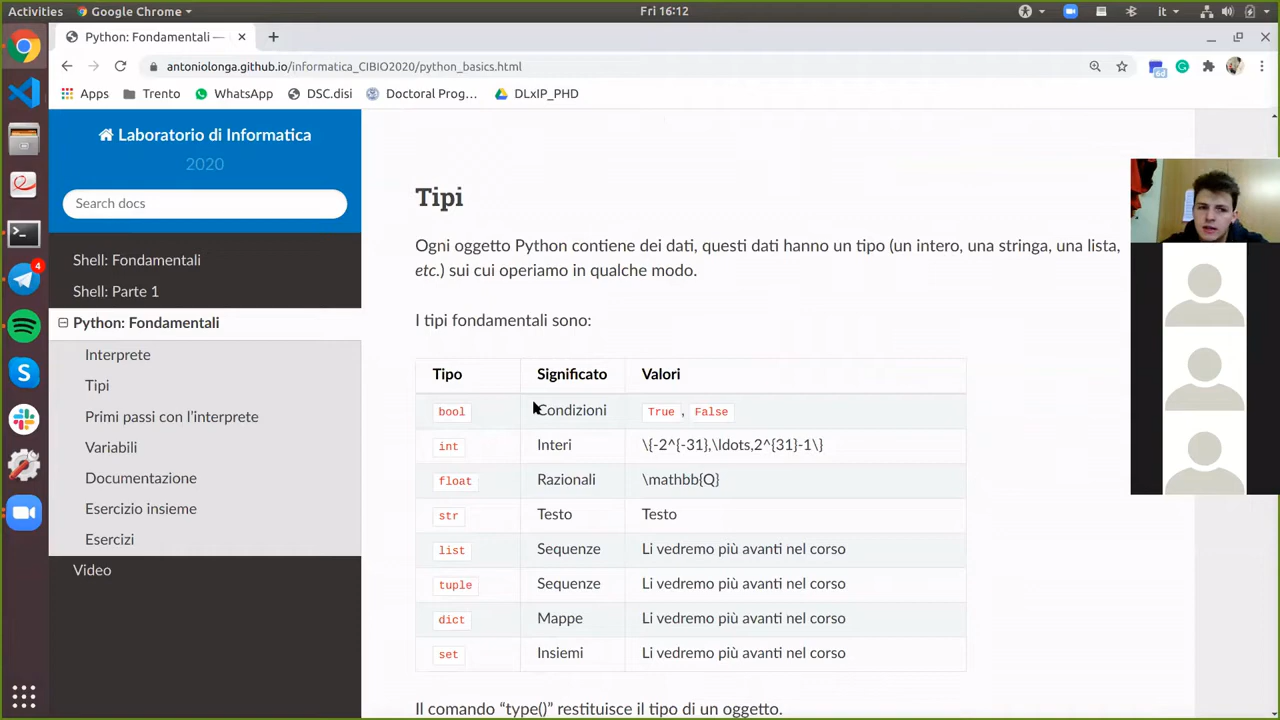 Activities
Google Chrome
Fri 16:12
it
Python: Fondamentali —
antoniolonga.github.io/informatica_CIBIO2020/python_basics.html
6d
Apps
Trento
WhatsApp
DSC.disi
Doctoral Prog...
DLxIP_PHD
Laboratorio di Informatica
2020
Search docs
4
Shell: Fondamentali
Shell: Parte 1
Python: Fondamentali
Interprete
Tipi
Primi passi con l'interprete
Variabili
Documentazione
Esercizio insieme
Esercizi
Video
Tipi
Ogni oggetto Python contiene dei dati, questi dati hanno un tipo (un intero, una stringa, una lista,
etc.) sui cui operiamo in qualche modo.
I tipi fondamentali sono:
Tipo Significato Valori
bool Condizioni True , False
int Interi \{-2^{-31},\ldots,2^{31}-1\}
float Razionali \mathbb{Q}
str Testo Testo
list Sequenze Li vedremo più avanti nel corso
tuple Sequenze Li vedremo più avanti nel corso
dict Mappe Li vedremo più avanti nel corso
set Insiemi Li vedremo più avanti nel corso
Il comando “type()” restituisce il tipo di un oggetto.